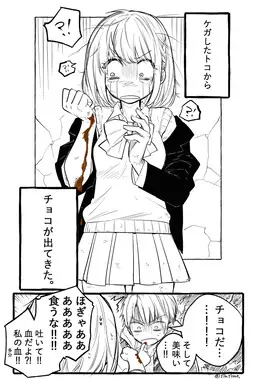 ケガしたトコから
?!
?
チョコが出てきた。
チョコだ…
………!!
そして
美味い…!!
ほぎゃああ
ああああああ
食うな!!!
吐いて!!
血だよ?!
私の血!!